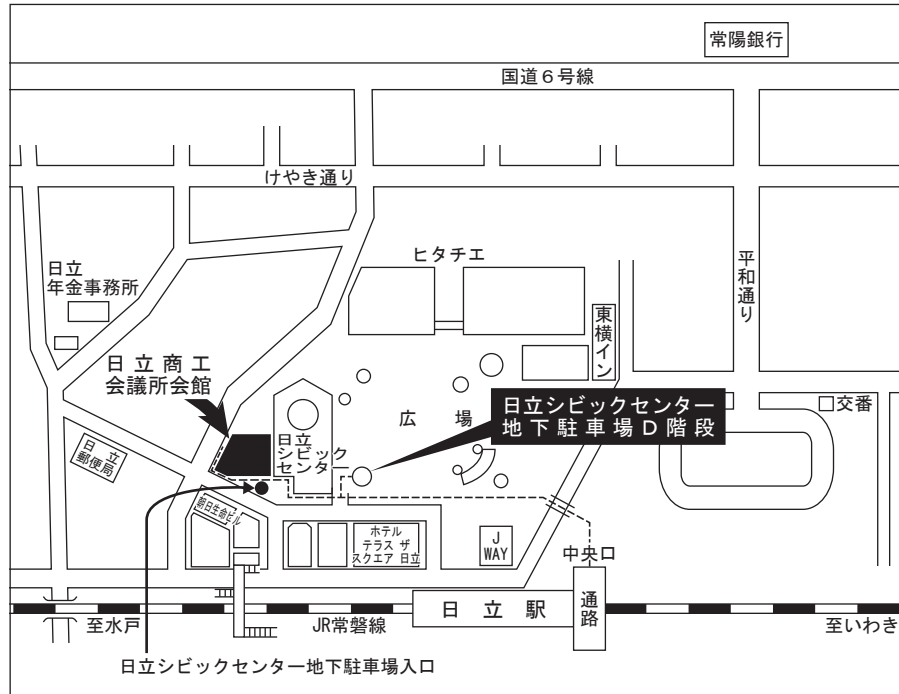 常陽銀行
国道6号線
けやき通り
ヒタチエ
平和通り
日立
年金事務所
東横イン
日立商工
会議所会館
日立シビックセンター
地下駐車場D階段
交番
広場
日立
シビック
センター
日立
郵便局
朝日生命ビル
ホテル
テラス ザ
スクエア 日立
J
WAY
中央口
日立駅
通路
至水戸
JR常磐線
至いわき
日立シビックセンター地下駐車場入口